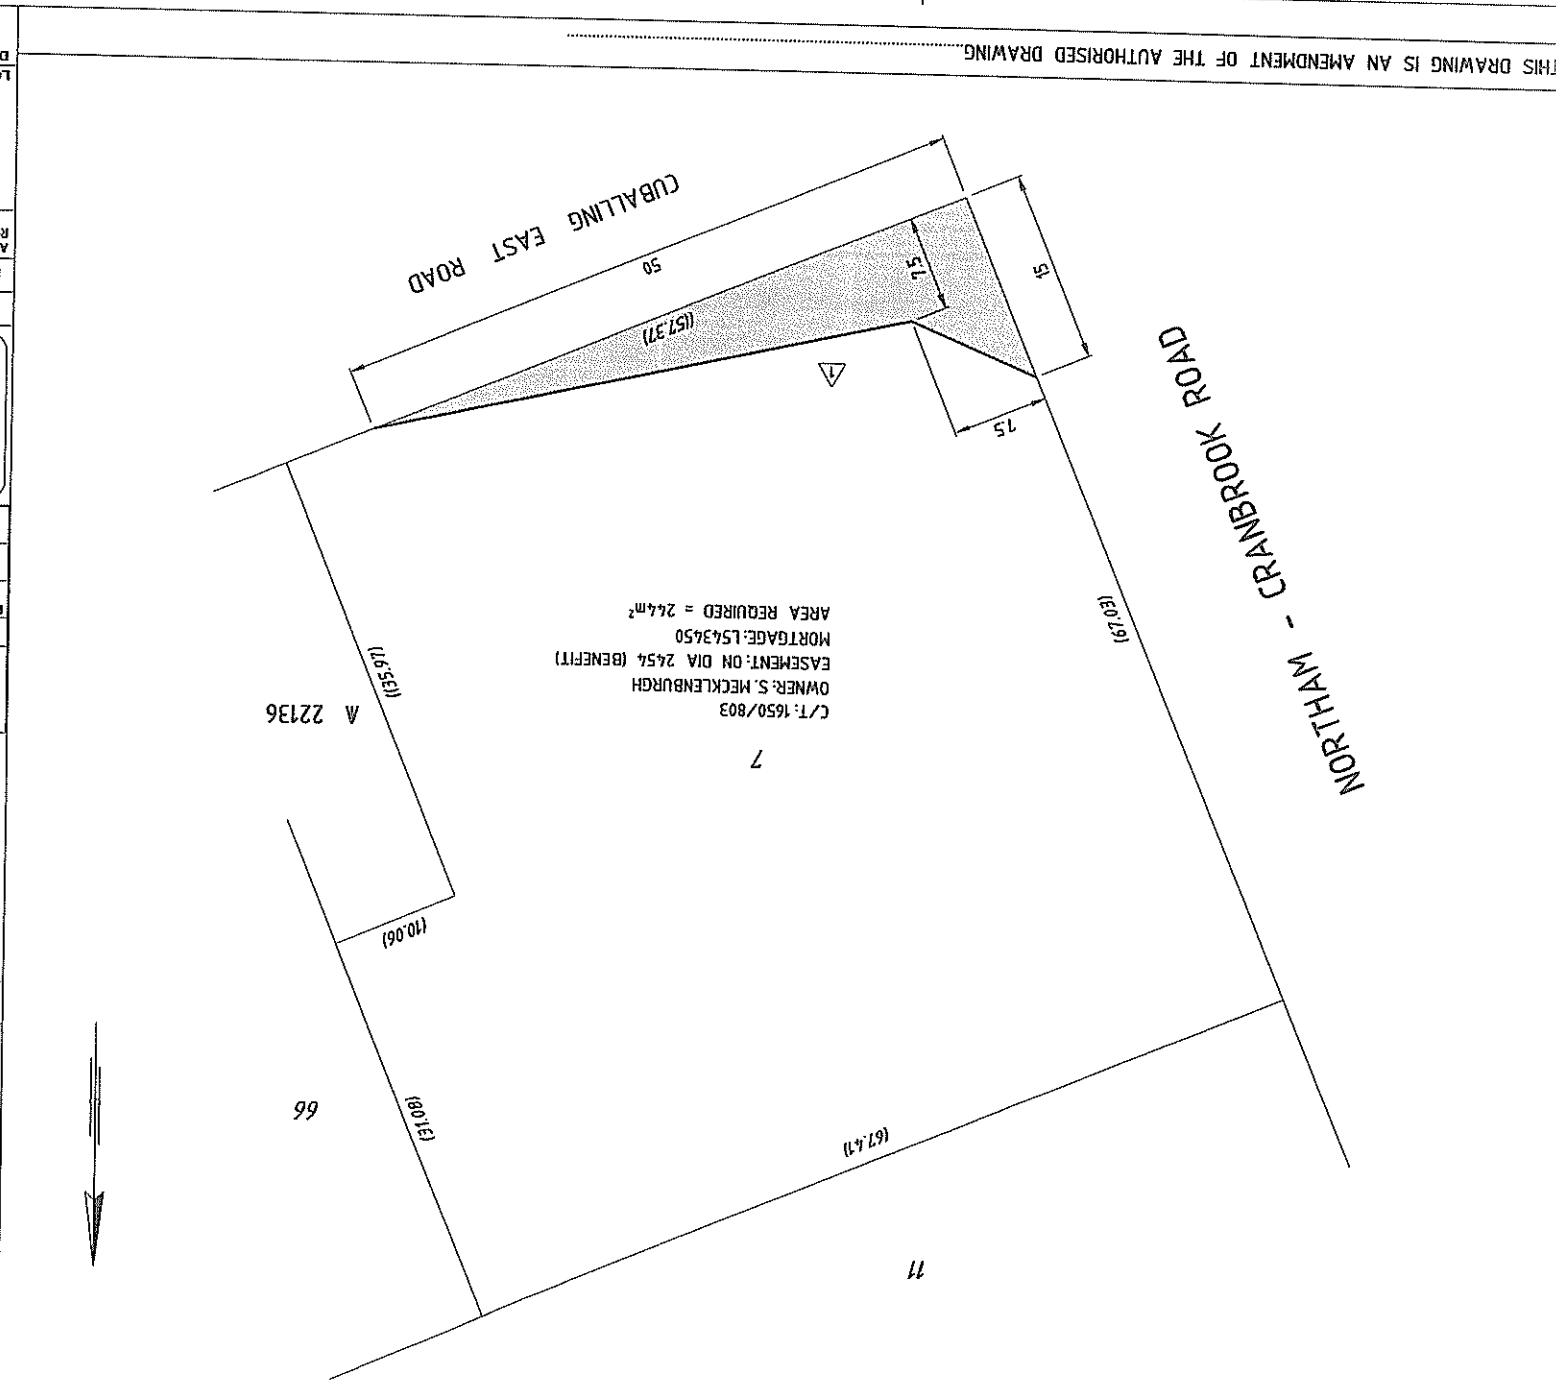 11
(67.41)
(31.08)
66
(10.06)
22136
(35.97)
NORTHAM - CRANBROOK ROAD
(67.03)
7
C/T: 1650/803
OWNER: S. MECKLENBURGH
EASEMENT: ON DIA 2454 (BENEFIT)
MORTGAGE: L543450
AREA REQUIRED = 244m²
7.5
1
(57.37)
7.5
15
50
CUBALLING EAST ROAD
THIS DRAWING IS AN AMENDMENT OF THE AUTHORISED DRAWING